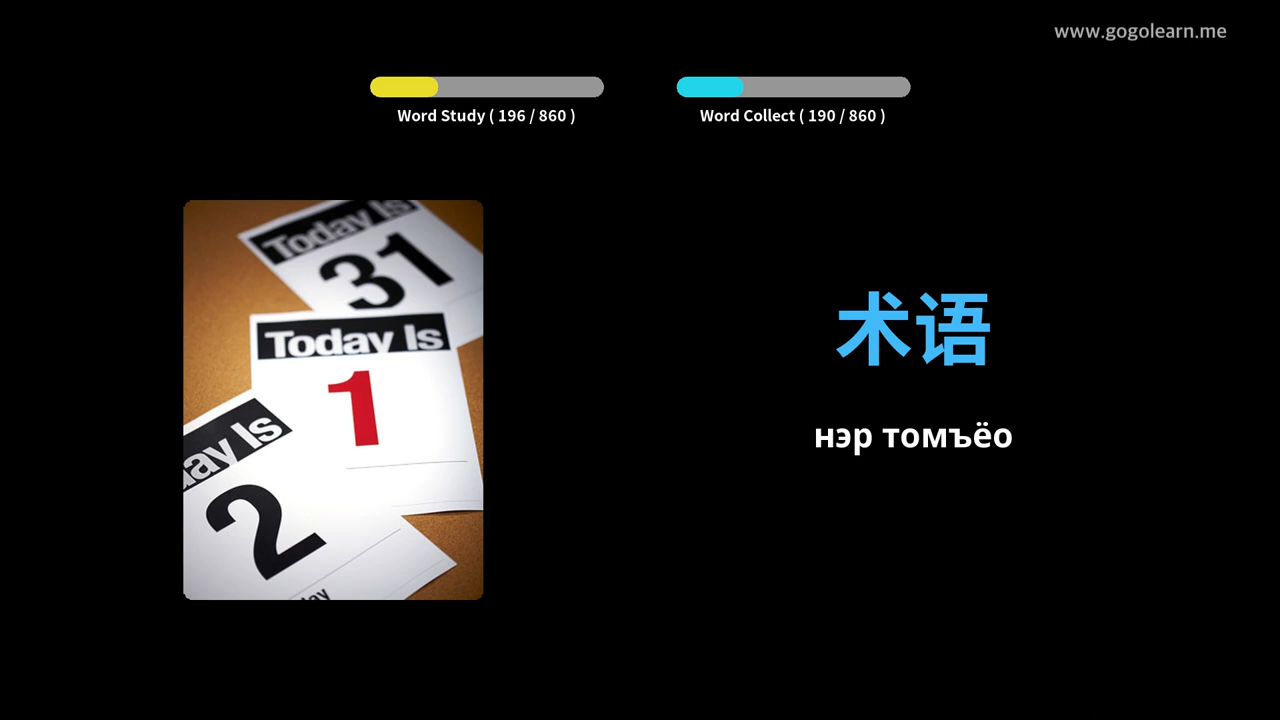 www.gogolearn.me
Word Study ( 196 / 860 )
Word Collect ( 190 / 860 )
Today Is
31
Today Is
1
ay Is
2
ay
术语
нэр томъёо